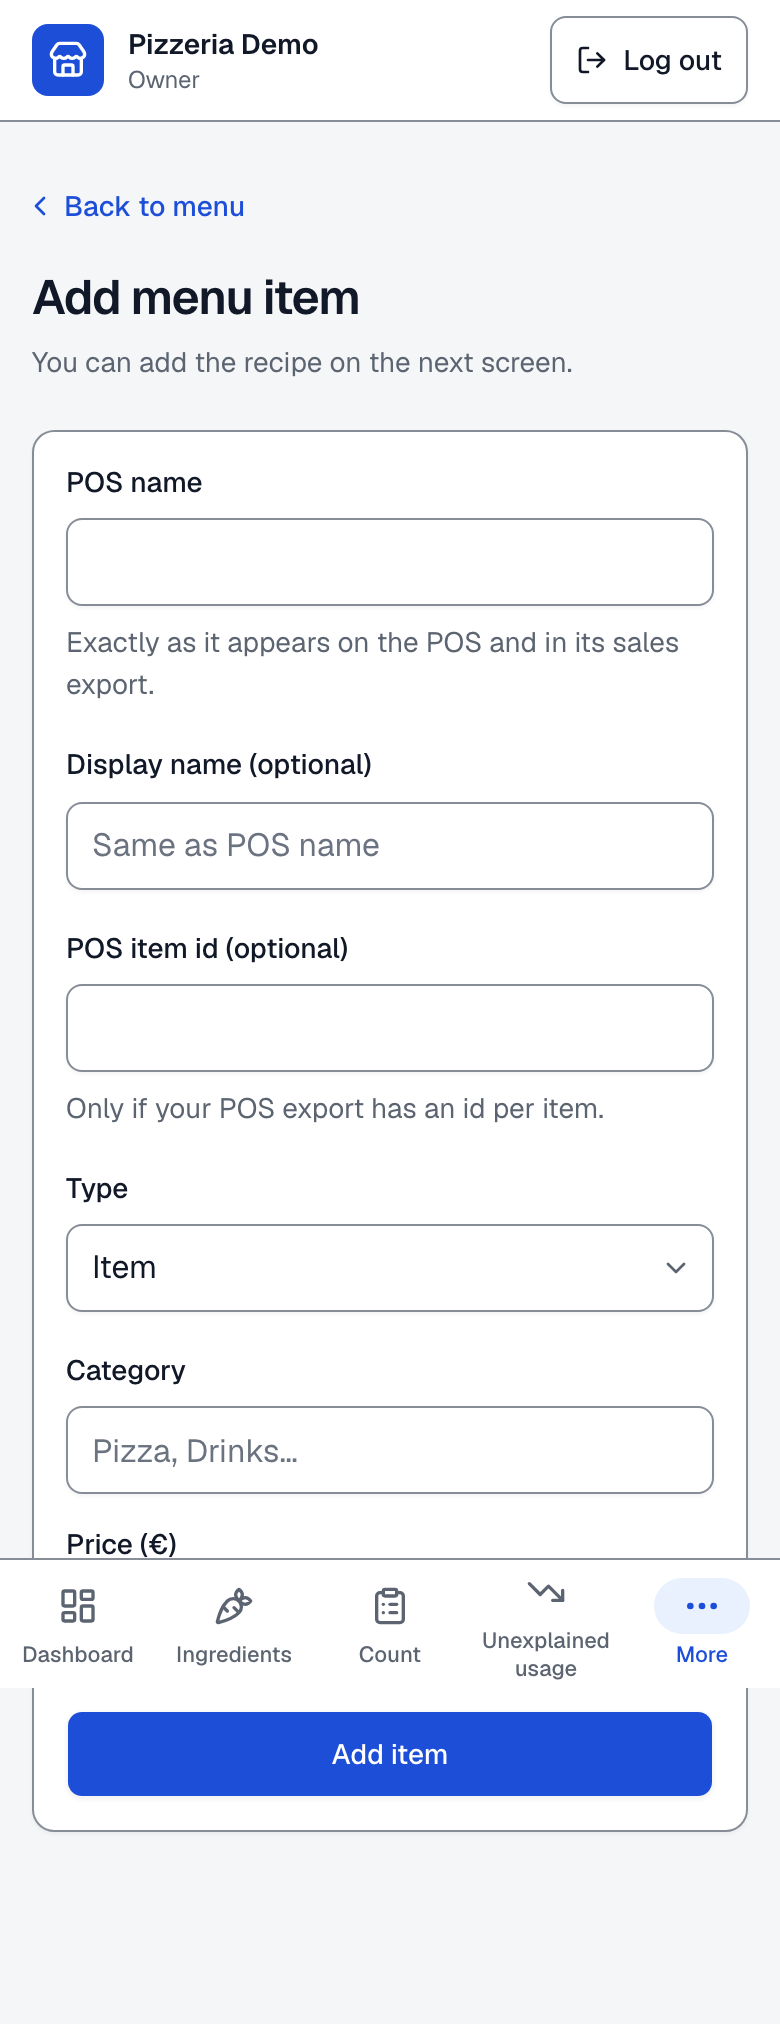 Pizzeria Demo
Owner
Log out
Back to menu
Add menu item
You can add the recipe on the next screen.
POS name
Exactly as it appears on the POS and in its sales
export.
Display name (optional)
Same as POS name
POS item id (optional)
Only if your POS export has an id per item.
Type
Item
Category
Pizza, Drinks...
Price (€)
Dashboard
Ingredients
Count
Unexplained
usage
More
Add item